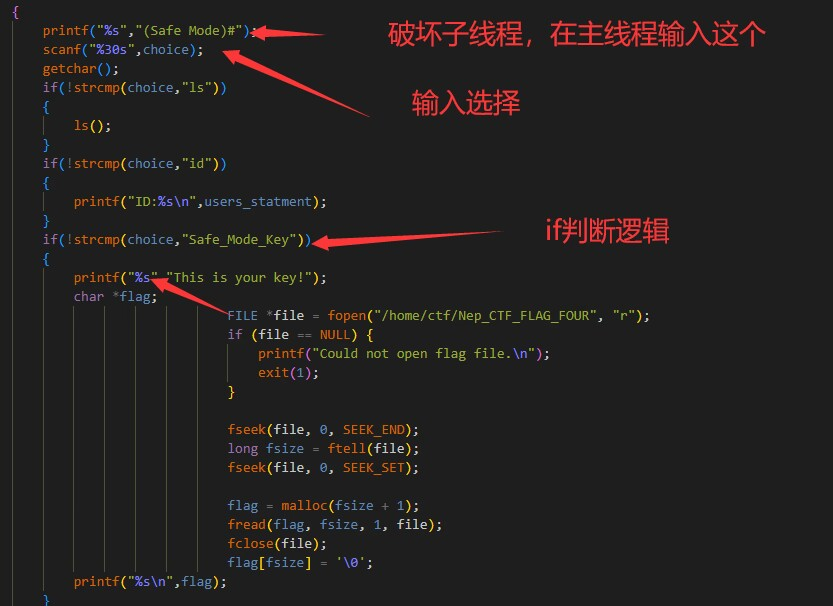 {
printf("%s","(Safe Mode)#");
破坏子线程，在主线程输入这个
scanf("%30s",choice);
getchar();
if(!strcmp(choice,"ls"))
输入选择
{
ls();
}
if(!strcmp(choice,"id"))
{
printf("ID:%s\n",users_statment);
}
if(!strcmp(choice,"Safe_Mode_Key"))
if判断逻辑
{
printf("%s","This is your key!");
char *flag;
FILE *file = fopen("/home/ctf/Nep_CTF_FLAG_FOUR", "r");
if (file == NULL) {
printf("Could not open flag file.\n");
exit(1);
}
fseek(file, 0, SEEK_END);
long fsize = ftell(file);
fseek(file, 0, SEEK_SET);
flag = malloc(fsize + 1);
fread(flag, fsize, 1, file);
fclose(file);
flag[fsize] = '\0';
printf("%s\n",flag);
}